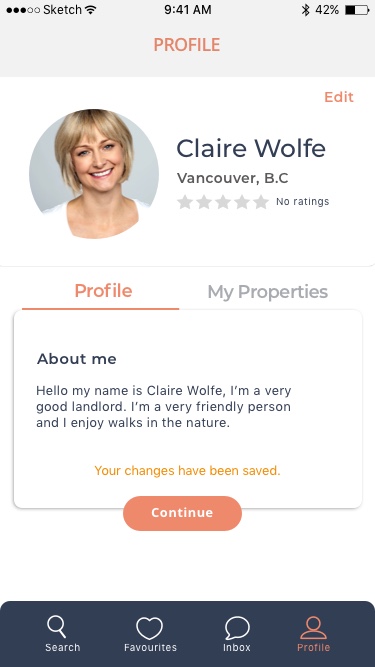 Sketch 9:41 AM 42%
PROFILE
Edit
Claire Wolfe
Vancouver, B.C
No ratings
Profile My Properties
About me
Hello my name is Claire Wolfe, I’m a very
good landlord. I’m a very friendly person
and I enjoy walks in the nature.
Your changes have been saved.
Continue
Search Favourites Inbox Profile